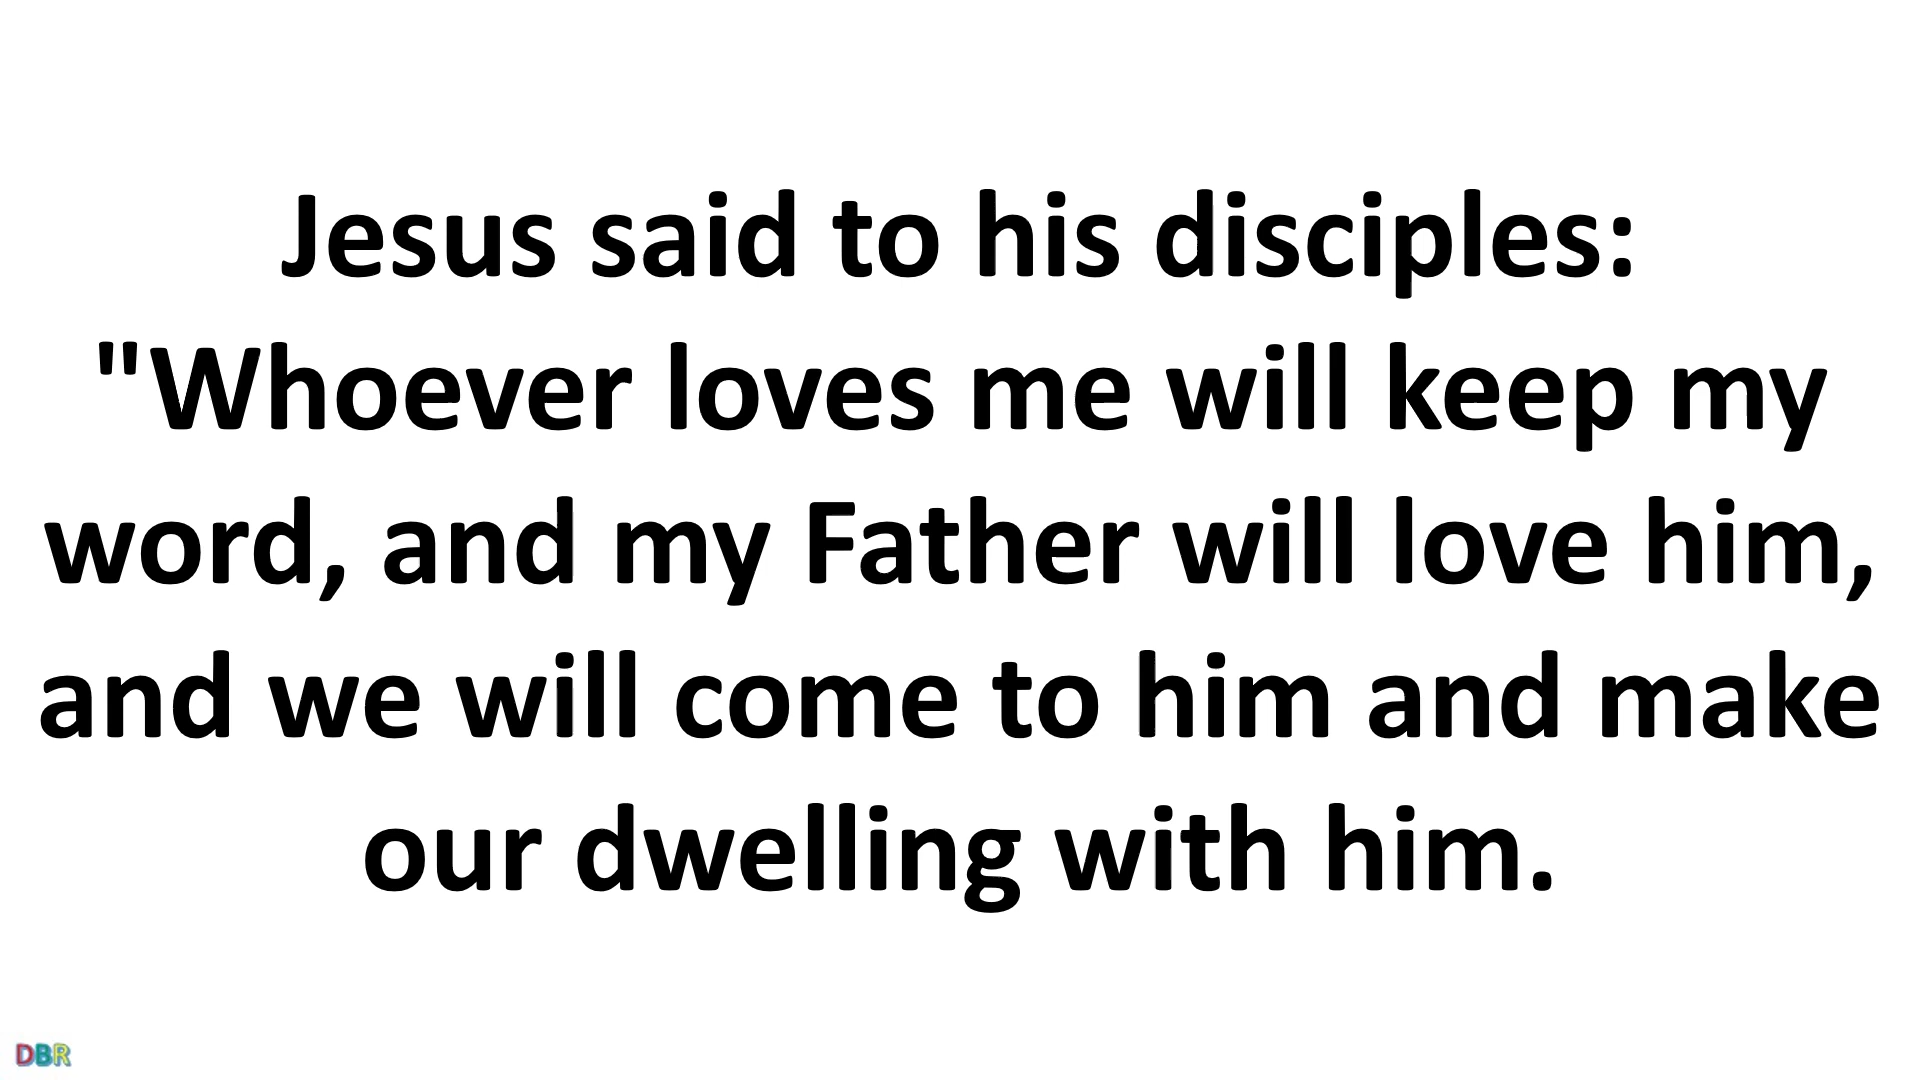 Jesus said to his disciples:
"Whoever loves me will keep my
word, and my Father will love him,
and we will come to him and make
our dwelling with him.
DBR